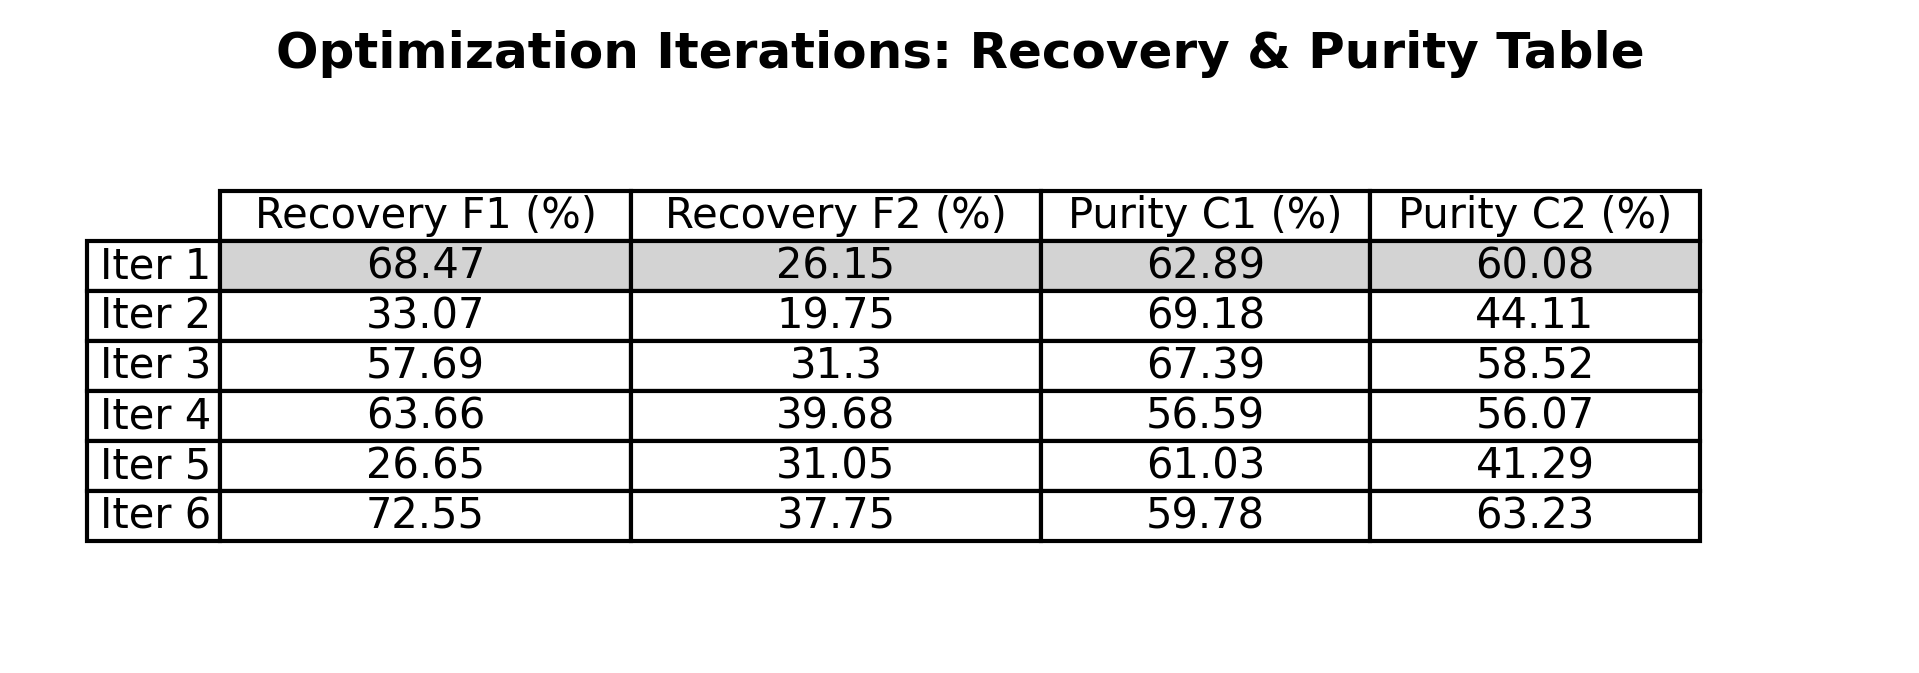 Optimization Iterations: Recovery & Purity Table
Recovery F1 (%) Recovery F2 (%) Purity C1 (%) Purity C2 (%)
Iter 1 68.47 26.15 62.89 60.08
Iter 2 33.07 19.75 69.18 44.11
Iter 3 57.69 31.3 67.39 58.52
Iter 4 63.66 39.68 56.59 56.07
Iter 5 26.65 31.05 61.03 41.29
Iter 6 72.55 37.75 59.78 63.23